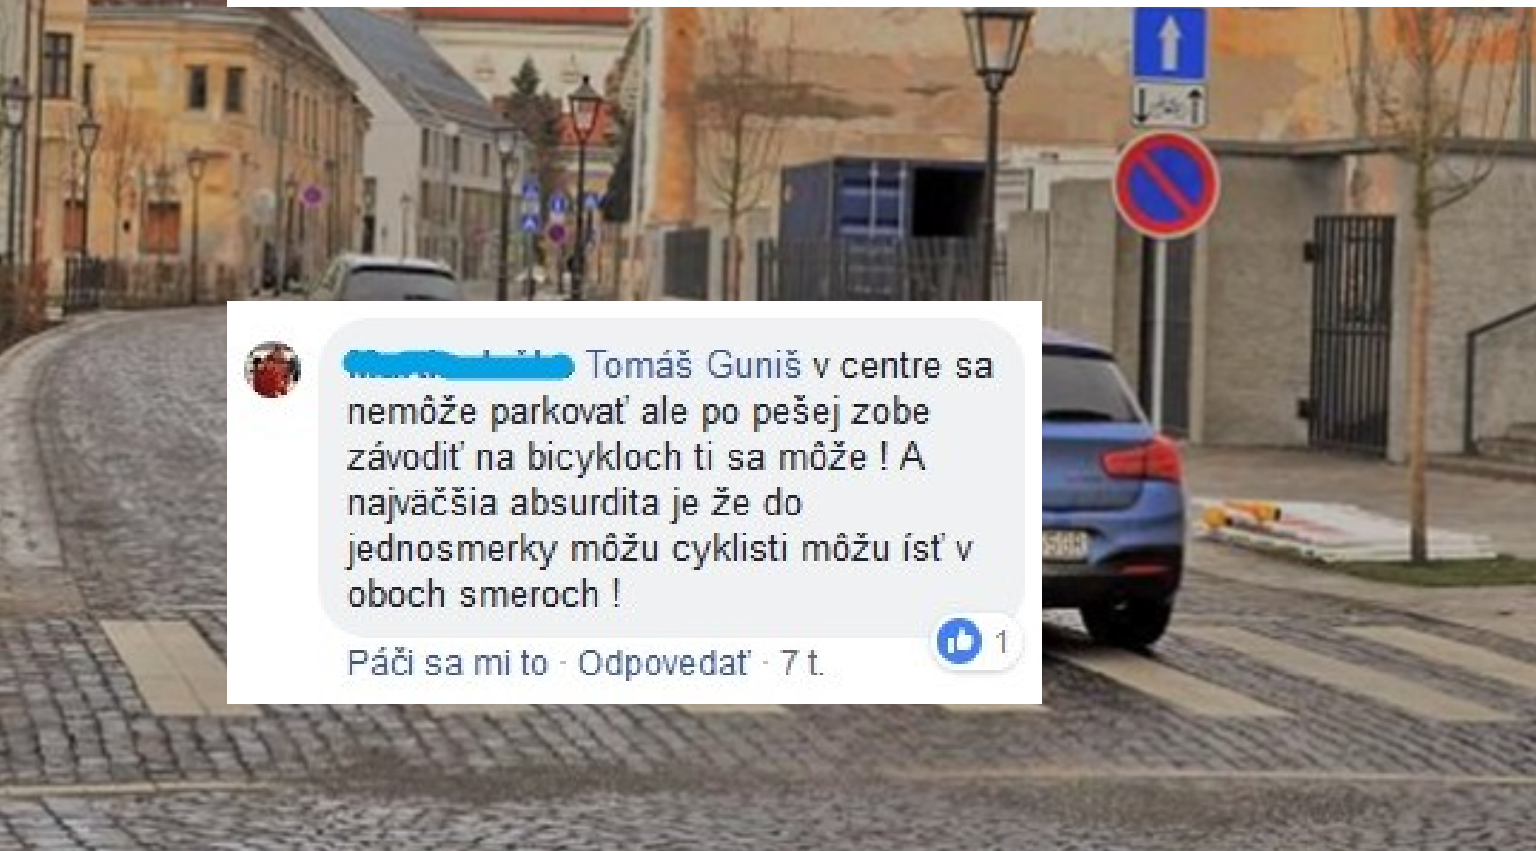 Tomáš Guniš v centre sa
nemôže parkovať ale po pešej zobe
závodiť na bicykloch ti sa môže ! A
najväčšia absurdita je že do
jednosmerky môžu cyklisti môžu ísť v
oboch smeroch !
1
Páči sa mi to · Odpovedať · 7 t.